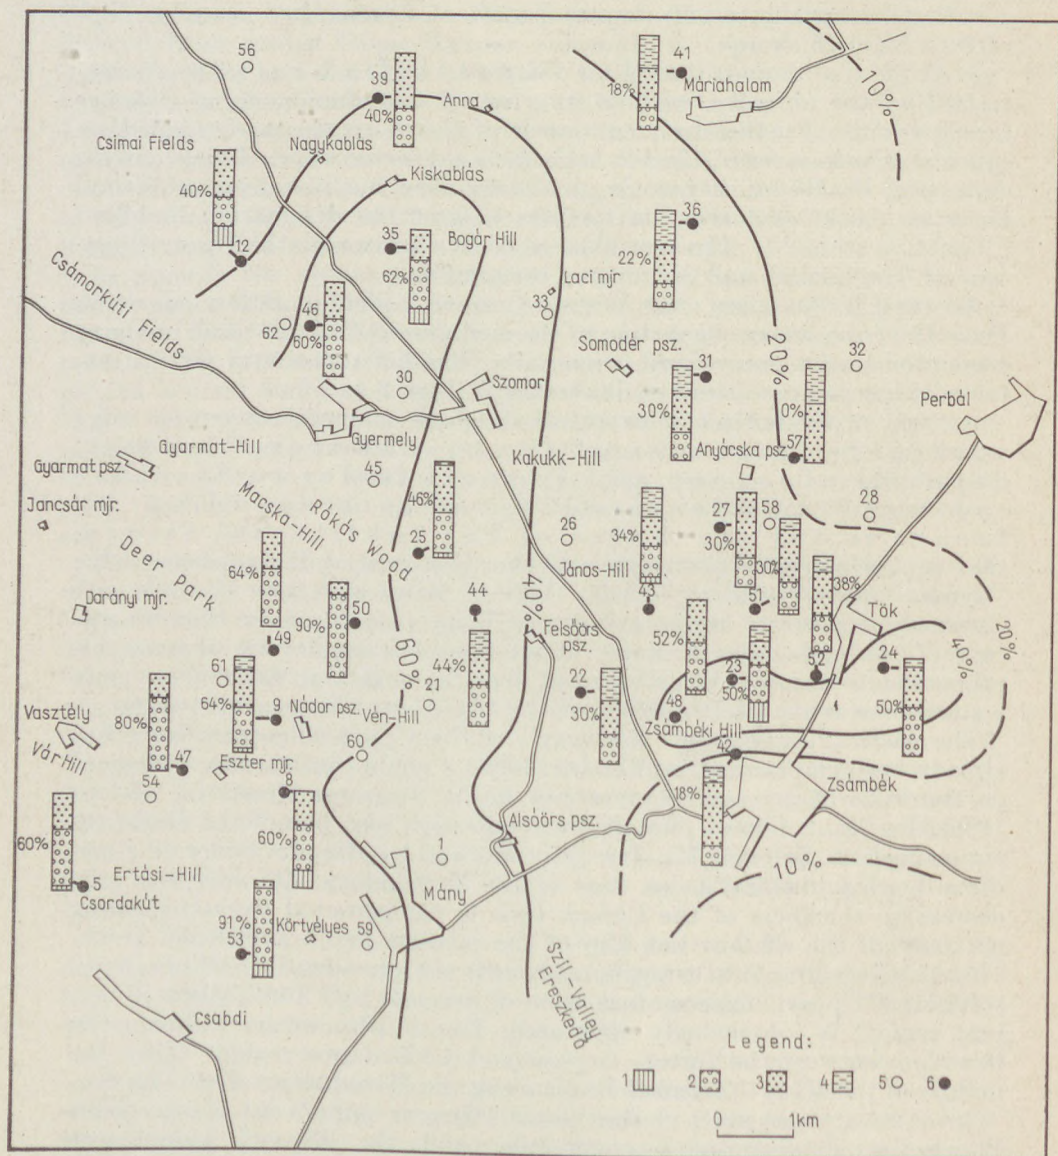 56
39
40%
Anna
18%
41
Máriahalom
10%
Csimai Fields
Nagykablás
Kiskablás
40%
12
35
Bogár Hill
62%
36
22%
Laci mjr
33
Csámorkúti Fields
62
46
60%
30
Szomor
Somodér psz.
31
30%
20%
32
0%
57
Perbál
Gyermely
Gyarmat-Hill
Gyarmat psz.
Jancsár mjr.
45
Kakukk-Hill
Anyácska psz.
Macska-Hill
Rókás Wood
46%
25
26
34%
27
30%
58
28
Deer Park
64%
János-Hill
43
30%
51
38%
Darányi mjr.
90%
50
44
40%
Felsőörs
psz.
52%
Tök
49
60%
44%
22
30%
23
50%
52
24
40%
20%
50%
61
64%
9
Nádor psz.
Vén-Hill
21
48
Zsámbéki Hill
Vasztély
Vár Hill
80%
47
Eszter mjr.
60
42
Zsámbék
54
8
60%
18%
Alsóörs psz.
60%
5
Csordakút
Ertási-Hill
1
Mány
10%
91%
53
Körtvélyes
59
Szil-Valley
Ereszkedő
Csabdi
Legend:
1 2 3 4 5 6
0 1km